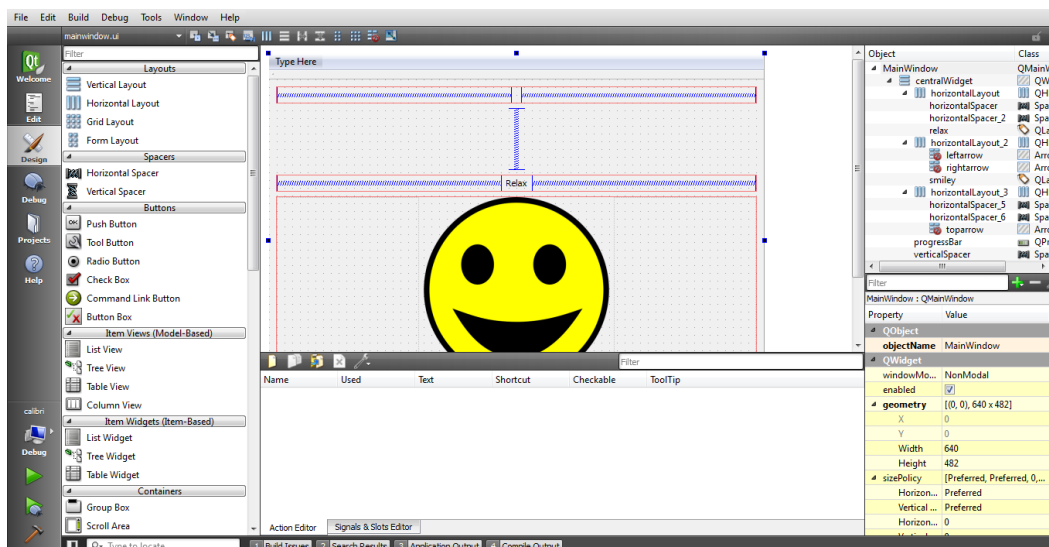 File Edit Build Debug Tools Window Help
mainwindow.ui
Qt
Welcome
Edit
Design
Debug
Projects
Help
calibri
Debug
Filter
Layouts
Vertical Layout
Horizontal Layout
Grid Layout
Form Layout
Spacers
Horizontal Spacer
Vertical Spacer
Buttons
OK Push Button
Tool Button
Radio Button
Check Box
Command Link Button
Button Box
Item Views (Model-Based)
List View
Tree View
Table View
Column View
Item Widgets (Item-Based)
List Widget
Tree Widget
Table Widget
Containers
Group Box
Scroll Area
Type Here
Relax
Filter
Name Used Text Shortcut Checkable ToolTip
Action Editor Signals & Slots Editor
Object Class
MainWindow QMainW
centralWidget QW
horizontalLayout QH
horizontalSpacer Spa
horizontalSpacer_2 Spa
relax QLa
horizontalLayout_2 QH
leftarrow Arro
rightarrow Arro
smiley QLa
horizontalLayout_3 QH
horizontalSpacer_5 Spa
horizontalSpacer_6 Spa
toparrow Arro
progressBar QPr
verticalSpacer Spa
Filter
MainWindow : QMainWindow
Property Value
QObject
objectName MainWindow
QWidget
windowMo... NonModal
enabled
geometry [(0, 0), 640 x 482]
X 0
Y 0
Width 640
Height 482
sizePolicy [Preferred, Preferred, 0,...
Horizon... Preferred
Vertical ... Preferred
Horizon... 0
Type to locate 1 Build Issues 2 Search Results 3 Application Output 4 Compile Output